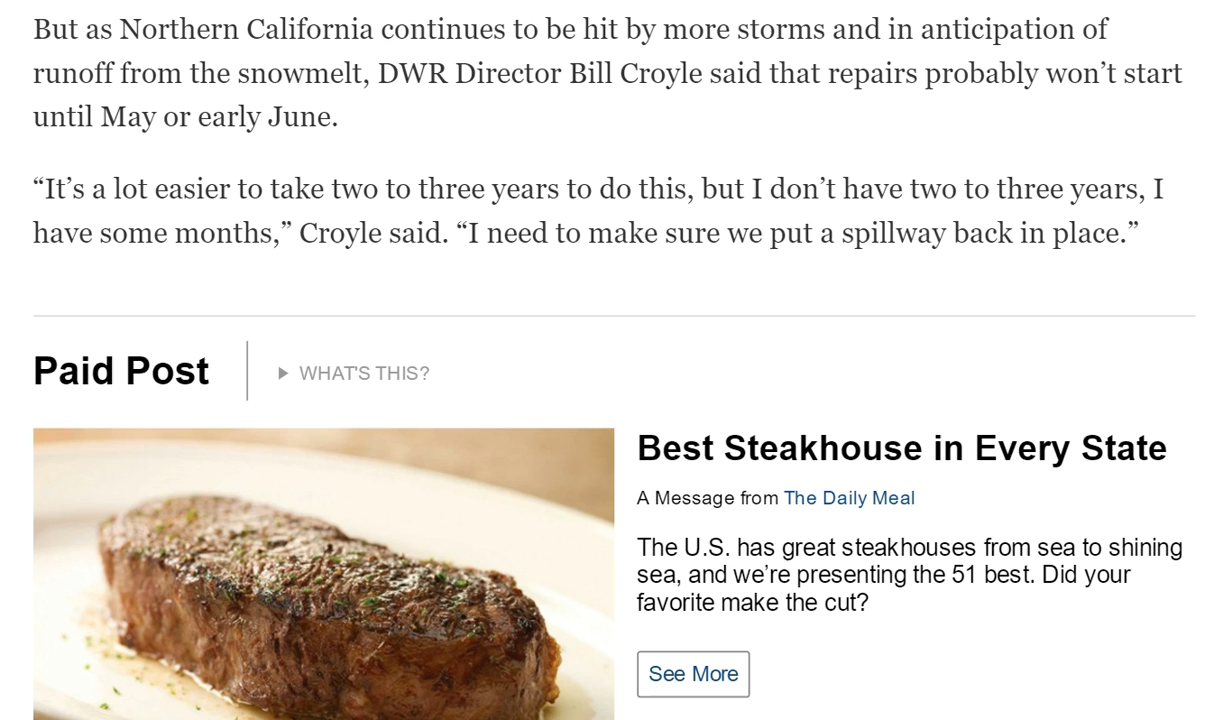 But as Northern California continues to be hit by more storms and in anticipation of
runoff from the snowmelt, DWR Director Bill Croyle said that repairs probably won’t start
until May or early June.
“It’s a lot easier to take two to three years to do this, but I don’t have two to three years, I
have some months,” Croyle said. “I need to make sure we put a spillway back in place.”
Paid Post
WHAT'S THIS?
Best Steakhouse in Every State
A Message from The Daily Meal
The U.S. has great steakhouses from sea to shining
sea, and we’re presenting the 51 best. Did your
favorite make the cut?
See More